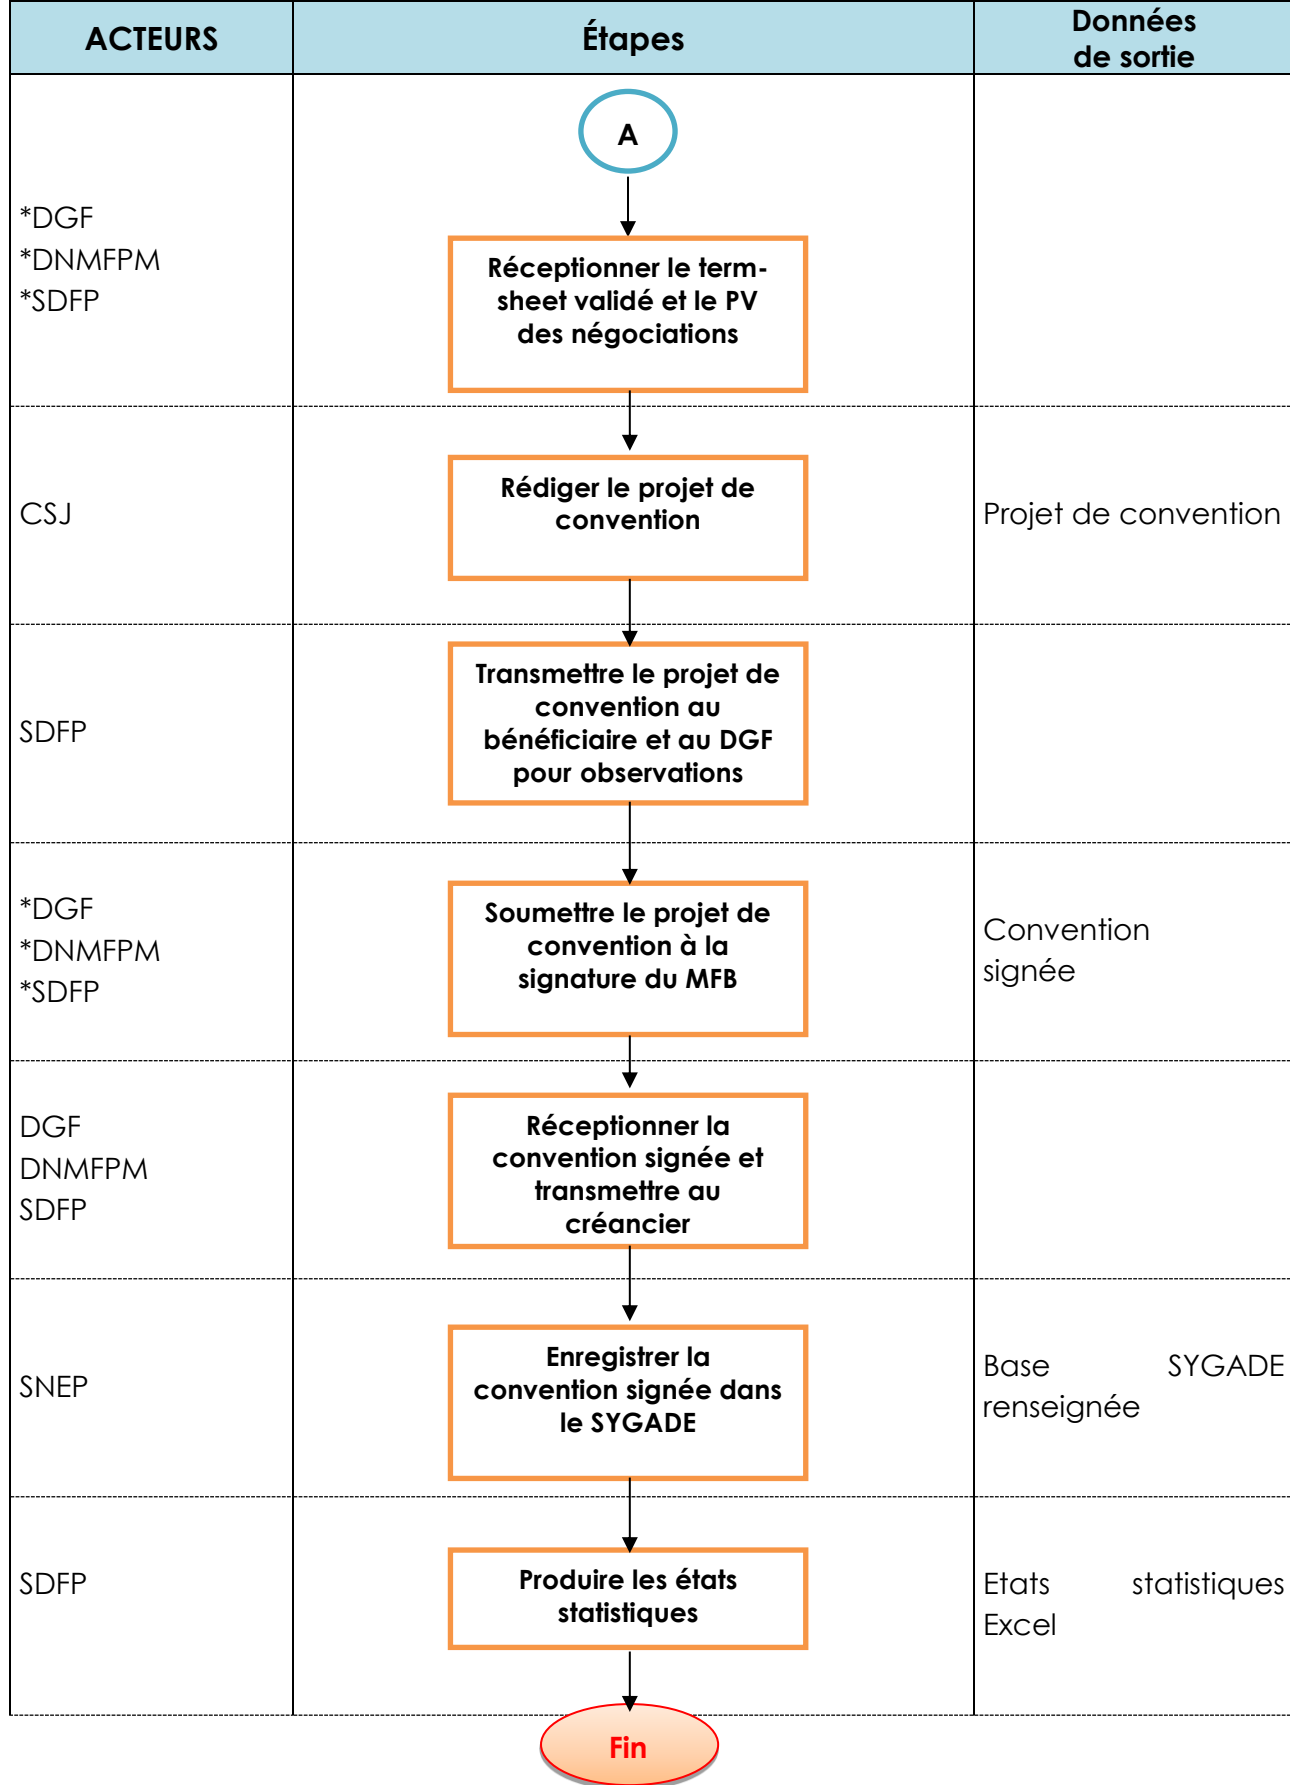 ACTEURS
Étapes
Données
de sortie
A
*DGF
*DNMFPM
*SDFP
Réceptionner le term-
sheet validé et le PV
des négociations
CSJ
Rédiger le projet de
convention
Projet de convention
SDFP
Transmettre le projet de
convention au
bénéficiaire et au DGF
pour observations
*DGF
*DNMFPM
*SDFP
Soumettre le projet de
convention à la
signature du MFB
Convention
signée
DGF
DNMFPM
SDFP
Réceptionner la
convention signée et
transmettre au
créancier
SNEP
Enregistrer la
convention signée dans
le SYGADE
Base SYGADE
renseignée
SDFP
Produire les états
statistiques
Etats statistiques
Excel
Fin